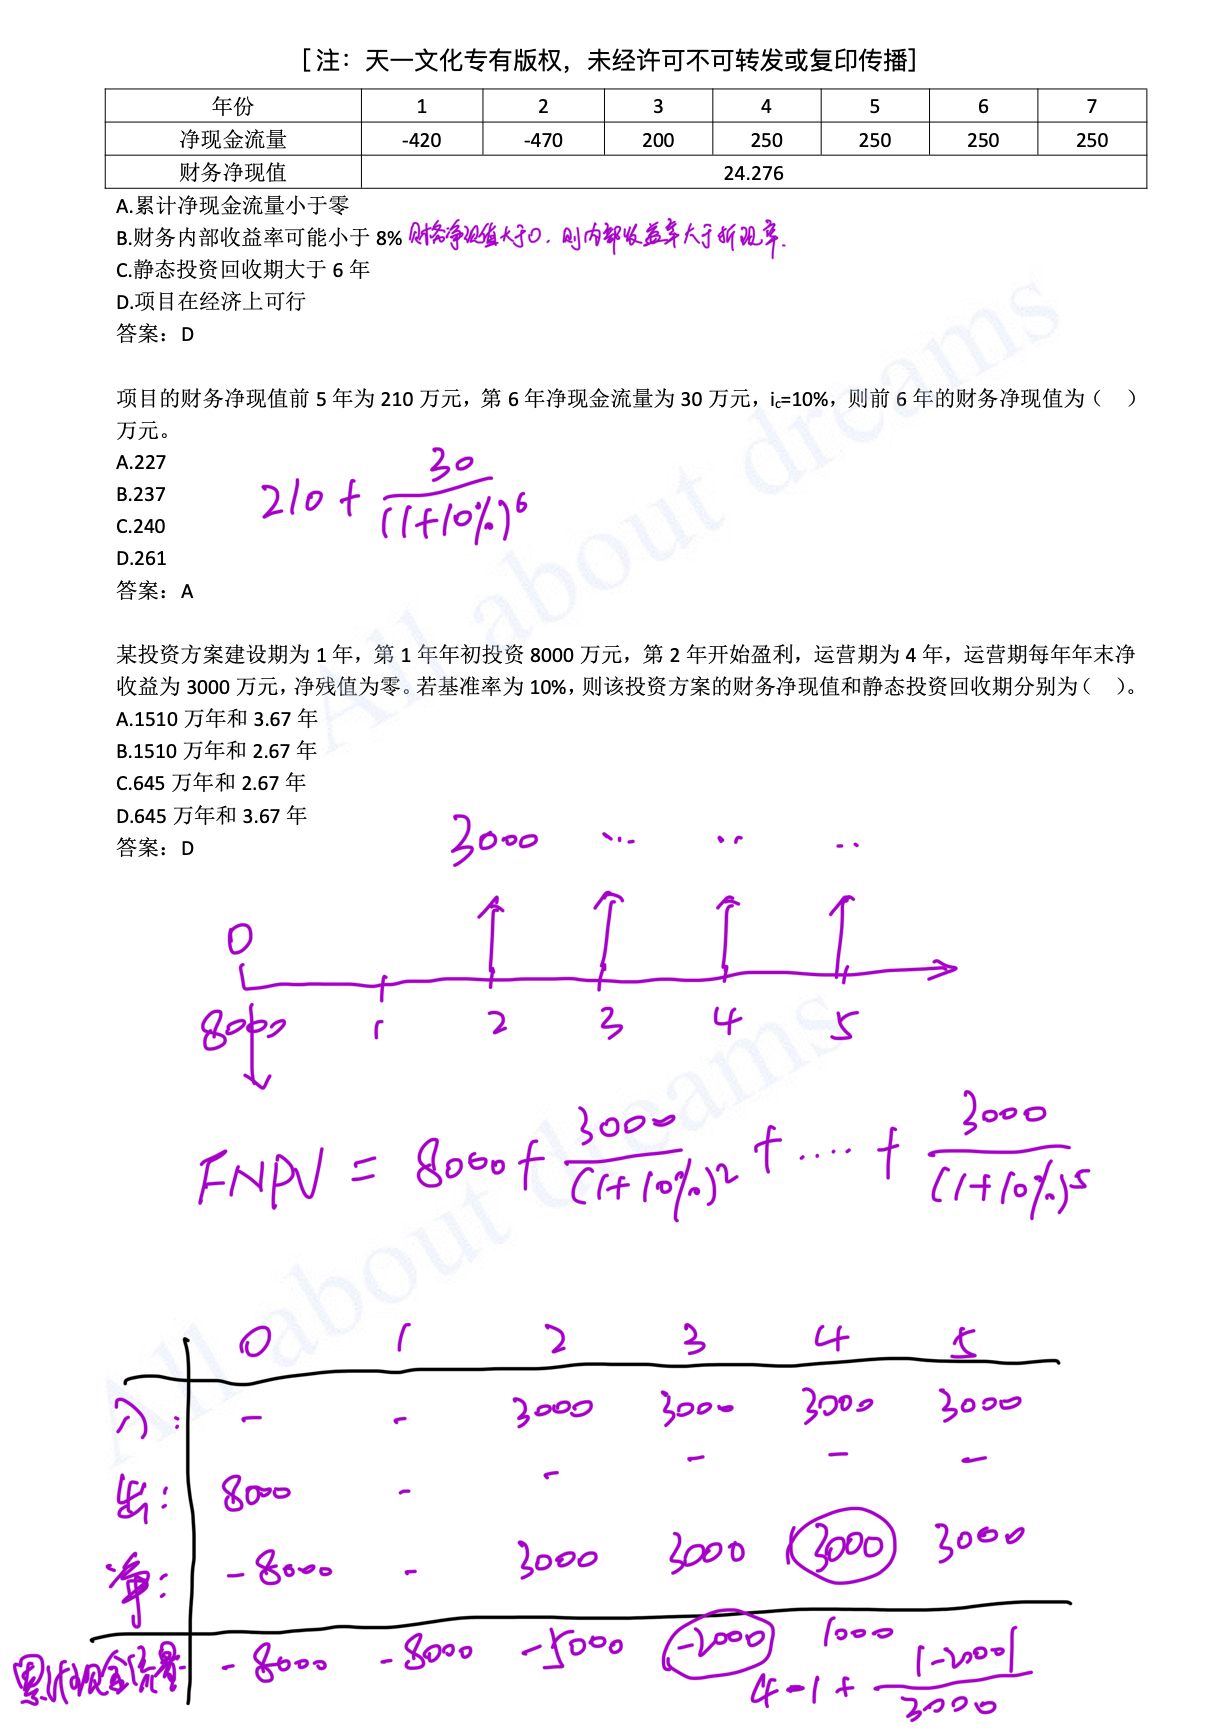 [注：天一文化专有版权，未经许可不可转发或复印传播]
年份 1 2 3 4 5 6 7
净现金流量 -420 -470 200 250 250 250 250
财务净现值 24.276
A.累计净现金流量小于零
B.财务内部收益率可能小于 8% 财务净现值大于0，则内部收益率大于折现率.
C.静态投资回收期大于 6 年
D.项目在经济上可行
答案：D
项目的财务净现值前 5 年为 210 万元，第 6 年净现金流量为 30 万元，ic=10%，则前 6 年的财务净现值为（ ）
万元。
A.227
B.237
C.240
D.261
210 + 30/(1+10%)^6
答案：A
某投资方案建设期为 1 年，第 1 年年初投资 8000 万元，第 2 年开始盈利，运营期为 4 年，运营期每年年末净
收益为 3000 万元，净残值为零。若基准率为 10%，则该投资方案的财务净现值和静态投资回收期分别为（ ）。
A.1510 万年和 3.67 年
B.1510 万年和 2.67 年
C.645 万年和 2.67 年
D.645 万年和 3.67 年
答案：D
3000 ... .. ..
0
8000 1 2 3 4 5
FNPV = 8000 + 3000/(1+10%)^2 + .... + 3000/(1+10%)^5
0 1 2 3 4 5
入: - - 3000 3000 3000 3000
出: 8000 - - - - -
净: -8000 - 3000 3000 3000 3000
累计现金流量 -8000 -8000 -5000 -2000 1000
4-1+ |-2000|/3000
All about dreams
All about dreams